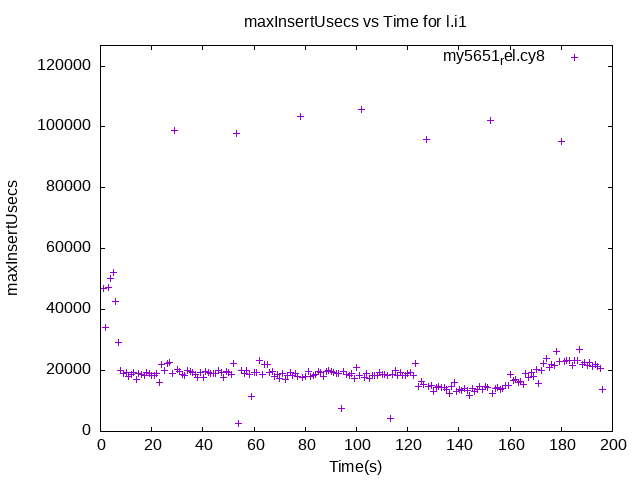 maxInsertUsecs vs Time for l.i1
my5651rel.cy8
120000
100000
80000
60000
40000
20000
0
maxInsertUsecs
0 20 40 60 80 100 120 140 160 180 200
Time(s)